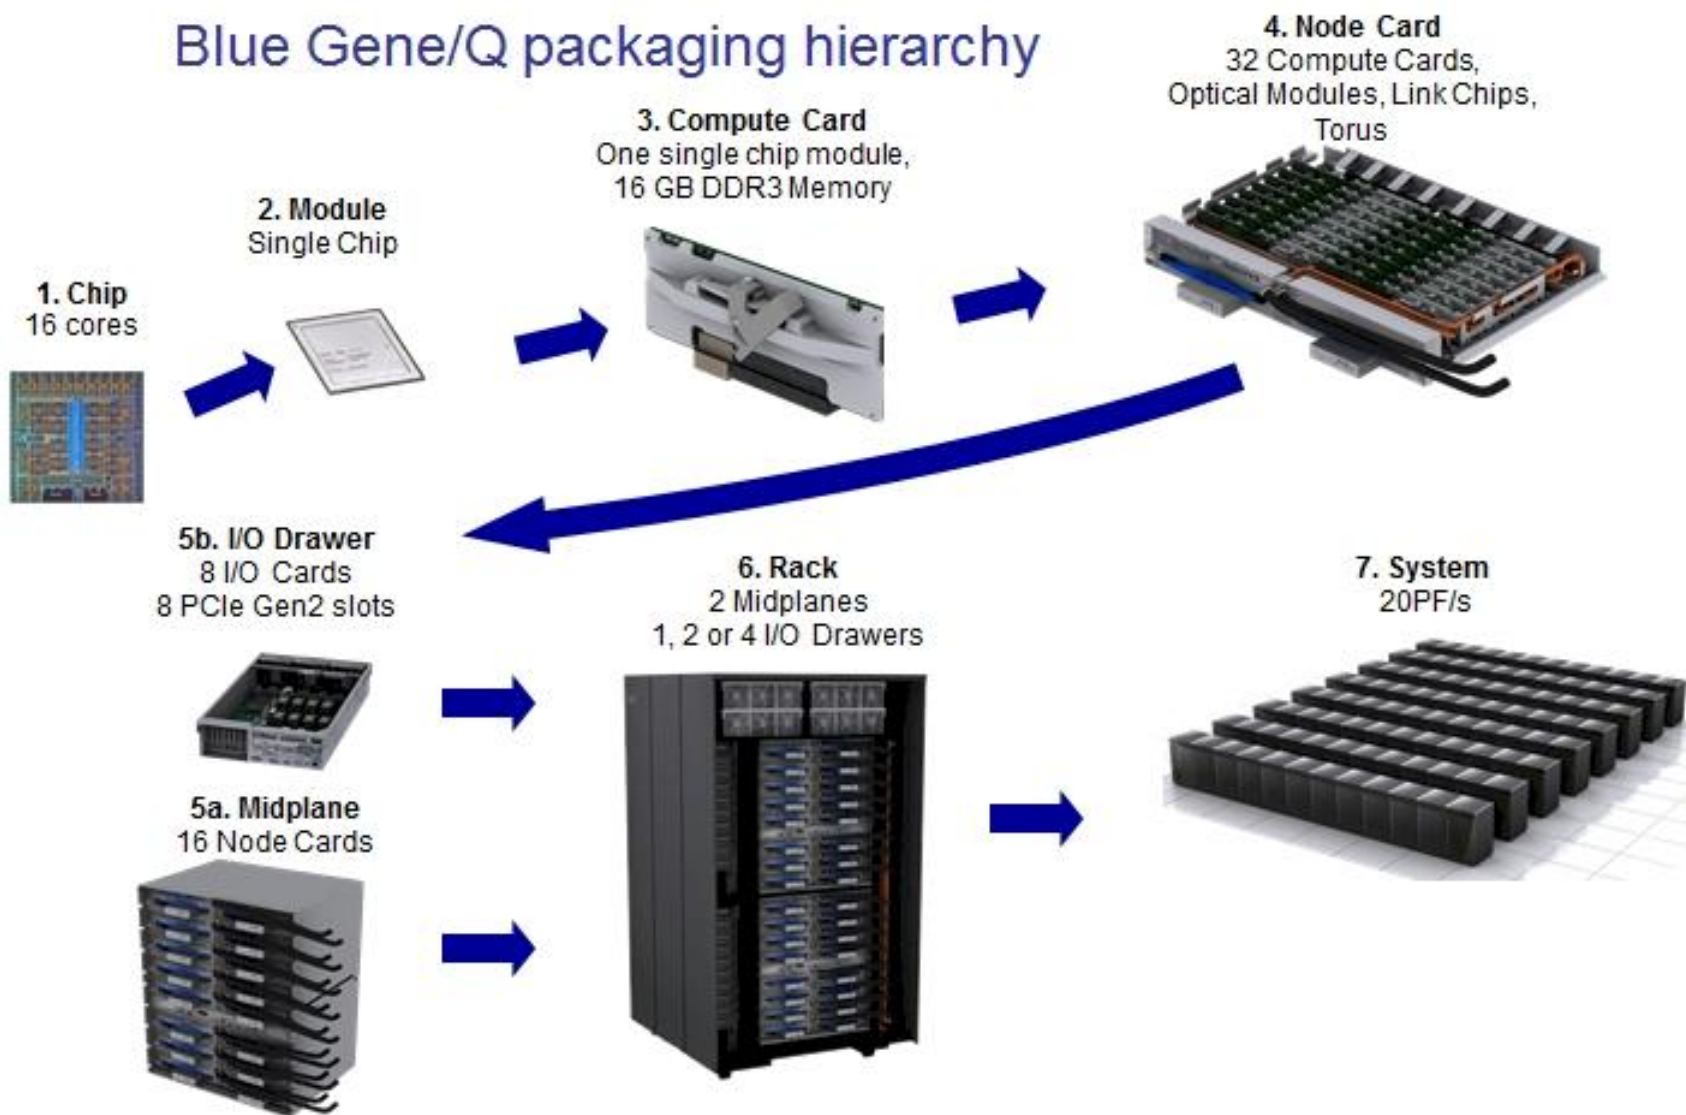 Blue Gene/Q packaging hierarchy
1. Chip
16 cores
2. Module
Single Chip
3. Compute Card
One single chip module,
16 GB DDR3 Memory
4. Node Card
32 Compute Cards,
Optical Modules, Link Chips,
Torus
5b. I/O Drawer
8 I/O Cards
8 PCIe Gen2 slots
5a. Midplane
16 Node Cards
6. Rack
2 Midplanes
1, 2 or 4 I/O Drawers
7. System
20PF/s